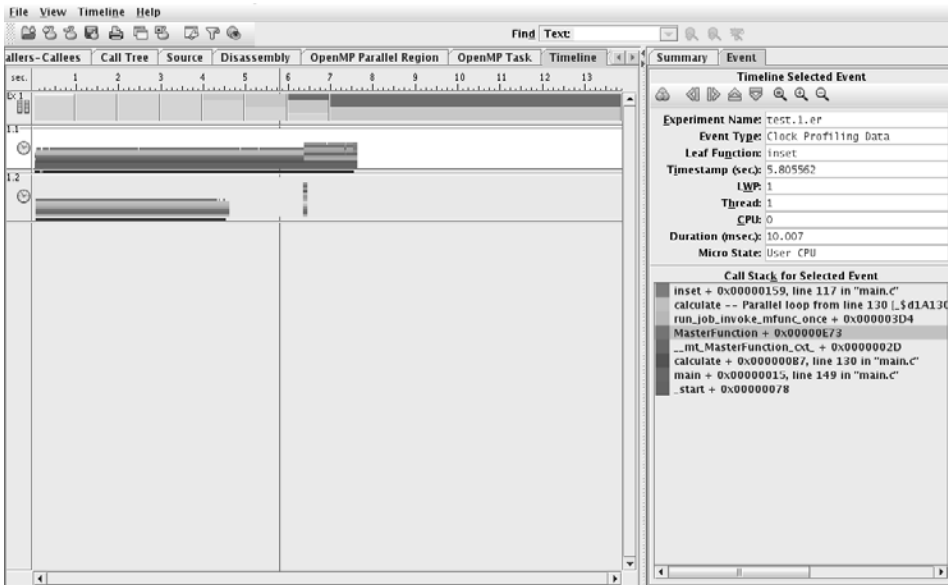 File View Timeline Help
Find Text:
allers-Callees Call Tree Source Disassembly OpenMP Parallel Region OpenMP Task Timeline
Summary Event
sec. 1 2 3 4 5 6 7 8 9 10 11 12 13
Timeline Selected Event
Ex 1
Experiment Name: test.1.er
1.1
Event Type: Clock Profiling Data
Leaf Function: inset
Timestamp (sec.): 5.805562
1.2
LWP: 1
Thread: 1
CPU: 0
Duration (msec.): 10.007
Micro State: User CPU
Call Stack for Selected Event
inset + 0x00000159, line 117 in "main.c"
calculate -- Parallel loop from line 130 [_$d1A130
run_job_invoke_mfunc_once + 0x000003D4
MasterFunction + 0x00000E73
__mt_MasterFunction_cxt_ + 0x0000002D
calculate + 0x000000B7, line 130 in "main.c"
main + 0x00000015, line 149 in "main.c"
_start + 0x00000078